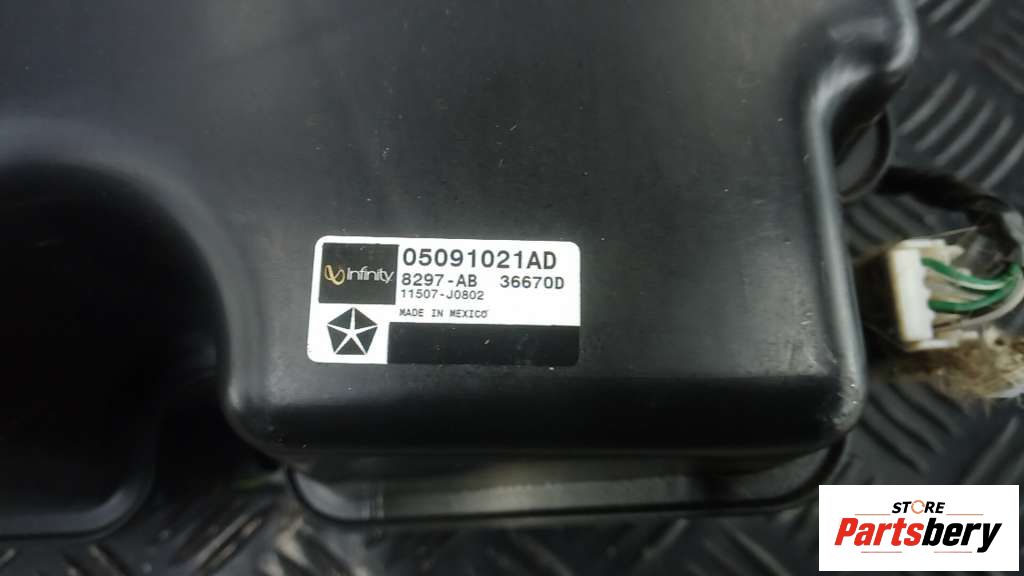 Infinity
05091021AD
8297-AB 36670D
11507-J0802
MADE IN MEXICO
STORE
Partsbery